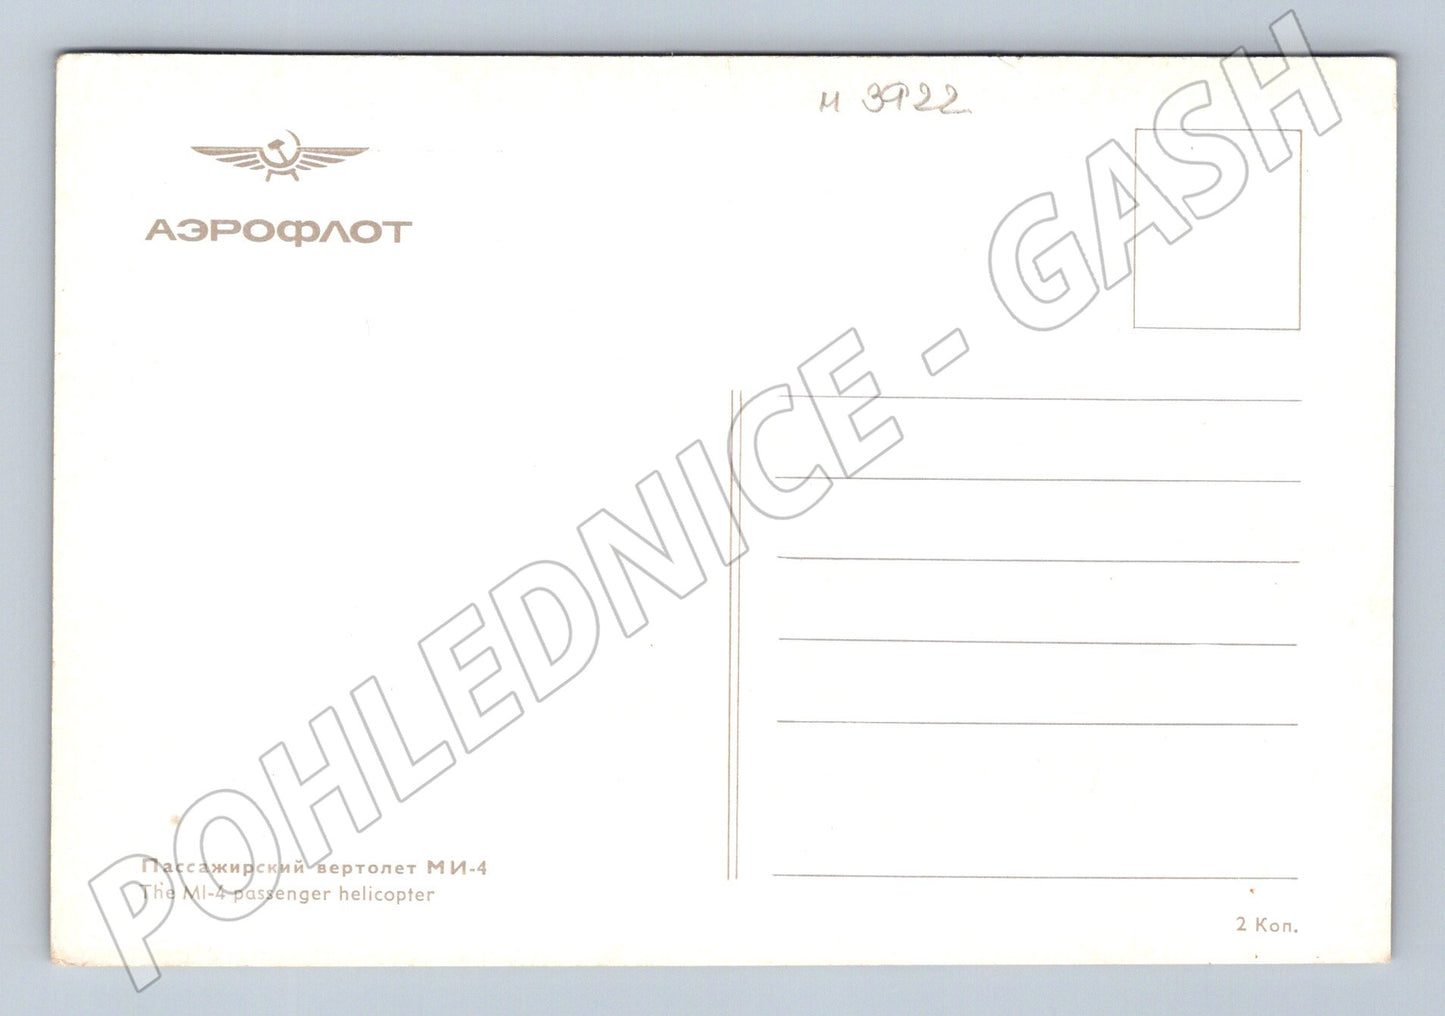 и 3922
АЭРОФЛОТ
POHLEDNICE - GASH
Пассажирский вертолет МИ-4
The MI-4 passenger helicopter
2 Коп.